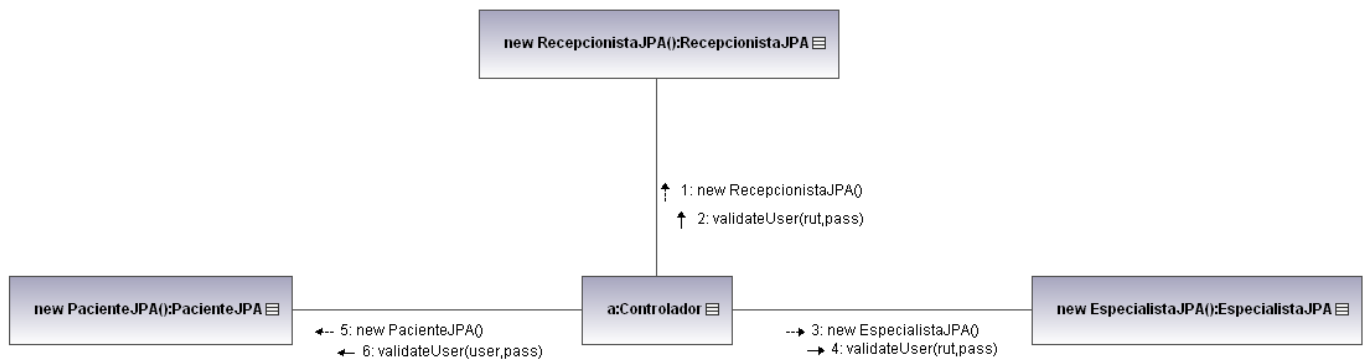 new RecepcionistaJPA():RecepcionistaJPA
1: new RecepcionistaJPA()
2: validateUser(rut,pass)
new PacienteJPA():PacienteJPA
a:Controlador
new EspecialistaJPA():EspecialistaJPA
5: new PacienteJPA()
3: new EspecialistaJPA()
6: validateUser(user,pass)
4: validateUser(rut,pass)